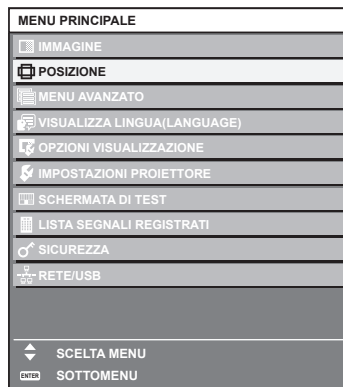 MENU PRINCIPALE
IMMAGINE
POSIZIONE
MENU AVANZATO
VISUALIZZA LINGUA(LANGUAGE)
OPZIONI VISUALIZZAZIONE
IMPOSTAZIONI PROIETTORE
SCHERMATA DI TEST
LISTA SEGNALI REGISTRATI
SICUREZZA
RETE/USB
SCELTA MENU
ENTER SOTTOMENU